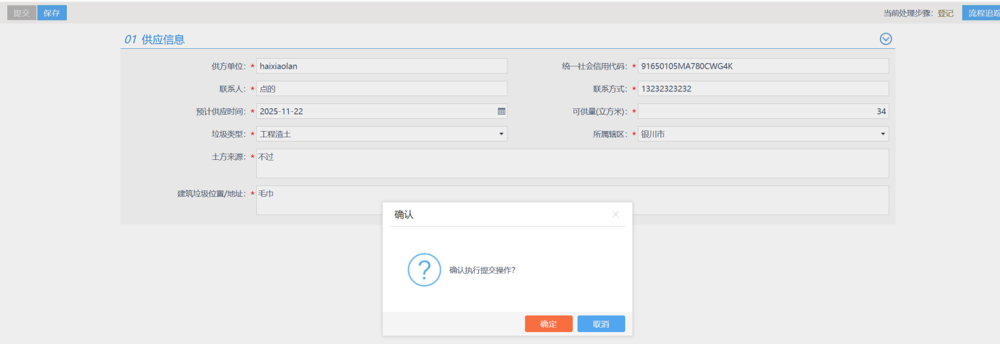 提交 保存 当前处理步骤: 登记 流程追踪
01 供应信息
供方单位: * haixiaolan 统一社会信用代码: * 91650105MA780CWG4K
联系人: * 点的 联系方式: * 13232323232
预计供应时间: * 2025-11-22 可供量(立方米): * 34
垃圾类型: * 工程渣土 所属辖区: * 银川市
土方来源: * 不过
建筑垃圾位置/地址: * 毛巾
确认
确认执行提交操作?
确定 取消